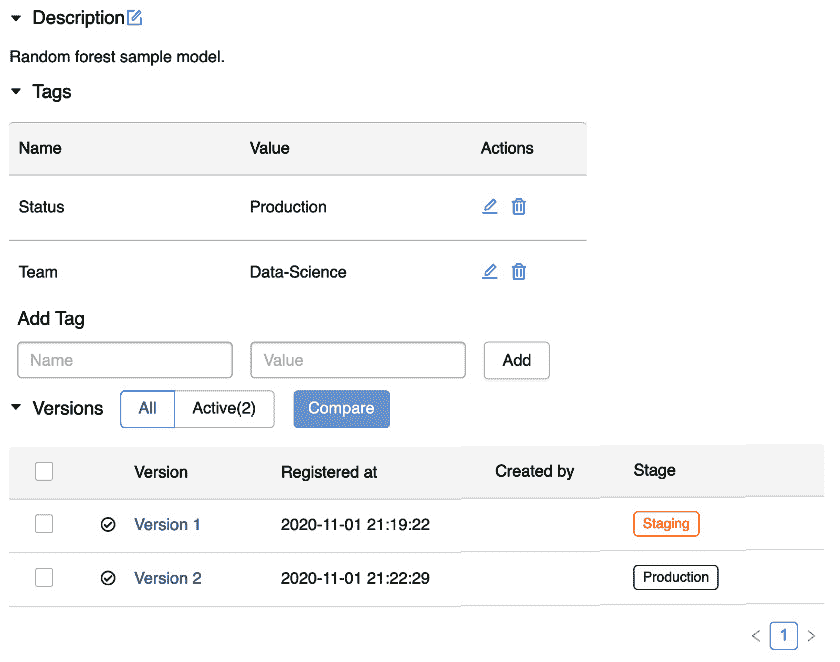 Description
Random forest sample model.
Tags
Name Value Actions
Status Production
Team Data-Science
Add Tag
Name Value Add
Versions All Active(2) Compare
Version Registered at Created by Stage
Version 1 2020-11-01 21:19:22 Staging
Version 2 2020-11-01 21:22:29 Production
< 1 >